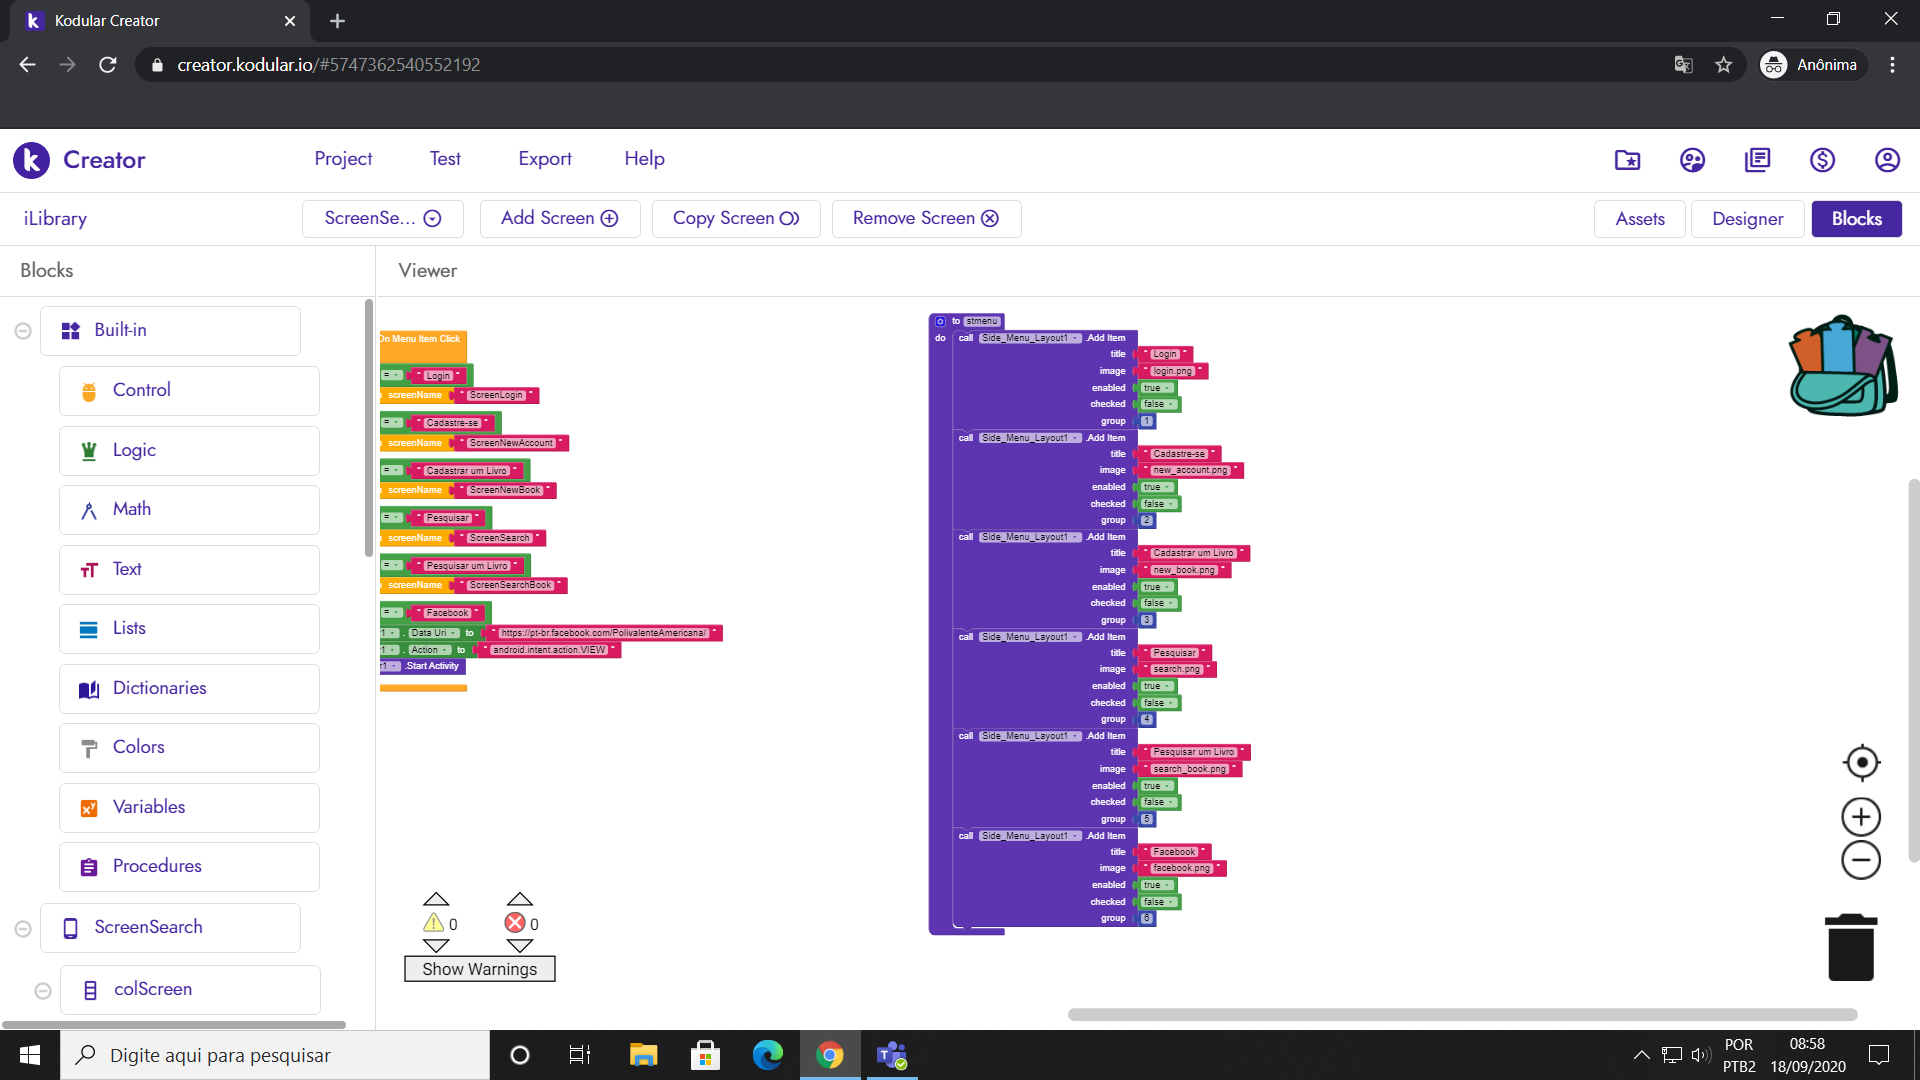 Kodular Creator
creator.kodular.io/#5747362540552192
Anônima
Creator
Project
Test
Export
Help
iLibrary
ScreenSe...
Add Screen
Copy Screen
Remove Screen
Assets
Designer
Blocks
Blocks
Viewer
Built-in
Control
Logic
Math
Text
Lists
Dictionaries
Colors
Variables
Procedures
ScreenSearch
colScreen
On Menu Item Click
= " Login "
screenName " ScreenLogin "
= " Cadastre-se "
screenName " ScreenNewAccount "
= " Cadastrar um Livro "
screenName " ScreenNewBook "
= " Pesquisar "
screenName " ScreenSearch "
= " Pesquisar um Livro "
screenName " ScreenSearchBook "
= " Facebook "
. Data Uri to " https://pt-br.facebook.com/PolivalenteAmericana/ "
. Action to " android.intent.action.VIEW "
.Start Activity
to stmenu
do call Side_Menu_Layout1 .Add Item
title " Login "
image " login.png "
enabled true
checked false
group 1
call Side_Menu_Layout1 .Add Item
title " Cadastre-se "
image " new_account.png "
enabled true
checked false
group 2
call Side_Menu_Layout1 .Add Item
title " Cadastrar um Livro "
image " new_book.png "
enabled true
checked false
group 3
call Side_Menu_Layout1 .Add Item
title " Pesquisar "
image " search.png "
enabled true
checked false
group 4
call Side_Menu_Layout1 .Add Item
title " Pesquisar um Livro "
image " search_book.png "
enabled true
checked false
group 5
call Side_Menu_Layout1 .Add Item
title " Facebook "
image " facebook.png "
enabled true
checked false
group 6
0
0
Show Warnings
Digite aqui para pesquisar
POR
PTB2
08:58
18/09/2020